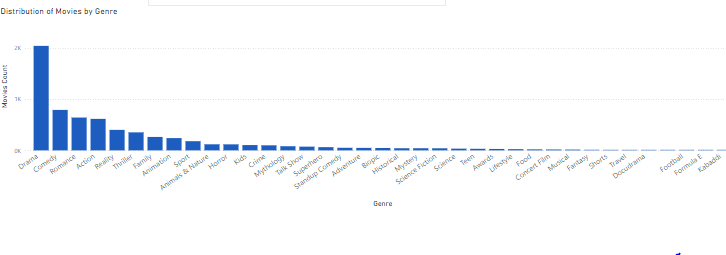 Distribution of Movies by Genre
Movies Count
2K
1K
0K
Drama
Comedy
Romance
Action
Reality
Thriller
Family
Animation
Sport
Animals & Nature
Horror
Kids
Crime
Mythology
Talk Show
Superhero
Standup Comedy
Adventure
Biopic
Historical
Mystery
Science Fiction
Science
Teen
Awards
Lifestyle
Food
Concert Film
Musical
Fantasy
Shorts
Travel
Docudrama
Football
Formula E
Kabaddi
Genre